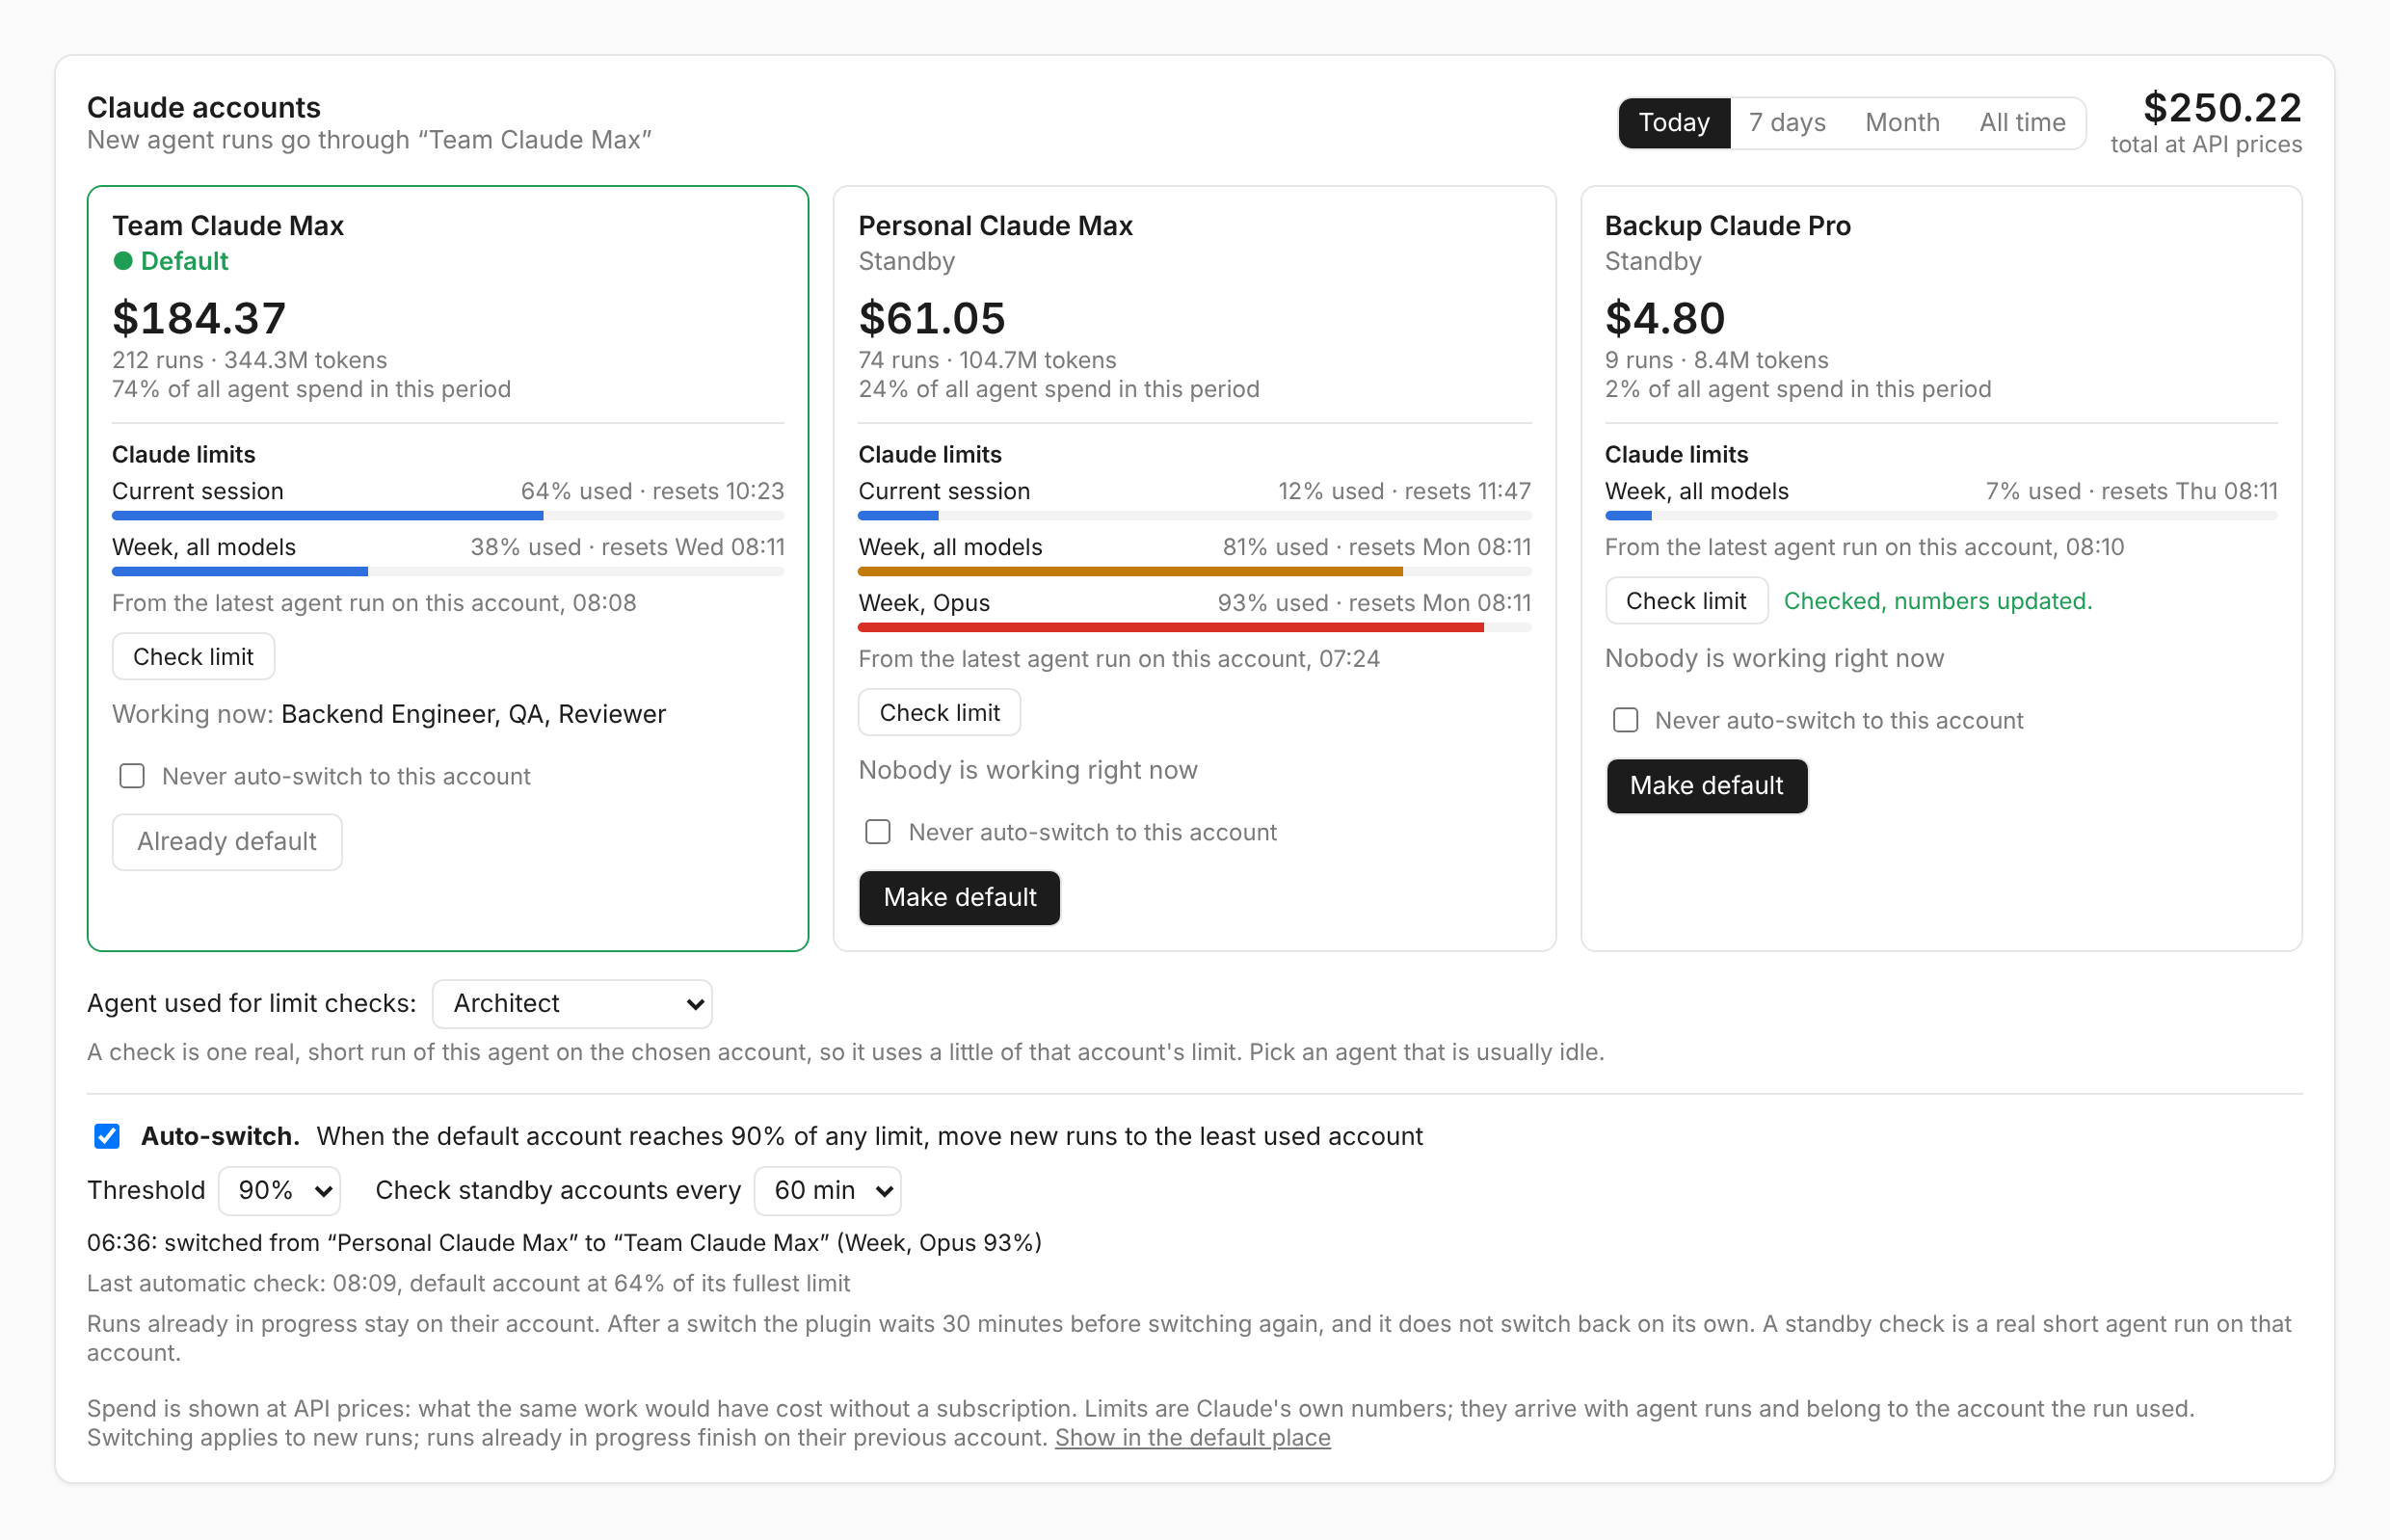 Claude accounts
New agent runs go through “Team Claude Max”
Today 7 days Month All time
$250.22
total at API prices
Team Claude Max
Default
$184.37
212 runs · 344.3M tokens
74% of all agent spend in this period
Claude limits
Current session 64% used · resets 10:23
Week, all models 38% used · resets Wed 08:11
From the latest agent run on this account, 08:08
Check limit
Working now: Backend Engineer, QA, Reviewer
Never auto-switch to this account
Already default
Personal Claude Max
Standby
$61.05
74 runs · 104.7M tokens
24% of all agent spend in this period
Claude limits
Current session 12% used · resets 11:47
Week, all models 81% used · resets Mon 08:11
Week, Opus 93% used · resets Mon 08:11
From the latest agent run on this account, 07:24
Check limit
Nobody is working right now
Never auto-switch to this account
Make default
Backup Claude Pro
Standby
$4.80
9 runs · 8.4M tokens
2% of all agent spend in this period
Claude limits
Week, all models 7% used · resets Thu 08:11
From the latest agent run on this account, 08:10
Check limit Checked, numbers updated.
Nobody is working right now
Never auto-switch to this account
Make default
Agent used for limit checks: Architect
A check is one real, short run of this agent on the chosen account, so it uses a little of that account's limit. Pick an agent that is usually idle.
Auto-switch. When the default account reaches 90% of any limit, move new runs to the least used account
Threshold 90% Check standby accounts every 60 min
06:36: switched from “Personal Claude Max” to “Team Claude Max” (Week, Opus 93%)
Last automatic check: 08:09, default account at 64% of its fullest limit
Runs already in progress stay on their account. After a switch the plugin waits 30 minutes before switching again, and it does not switch back on its own. A standby check is a real short agent run on that
account.
Spend is shown at API prices: what the same work would have cost without a subscription. Limits are Claude's own numbers; they arrive with agent runs and belong to the account the run used.
Switching applies to new runs; runs already in progress finish on their previous account. Show in the default place